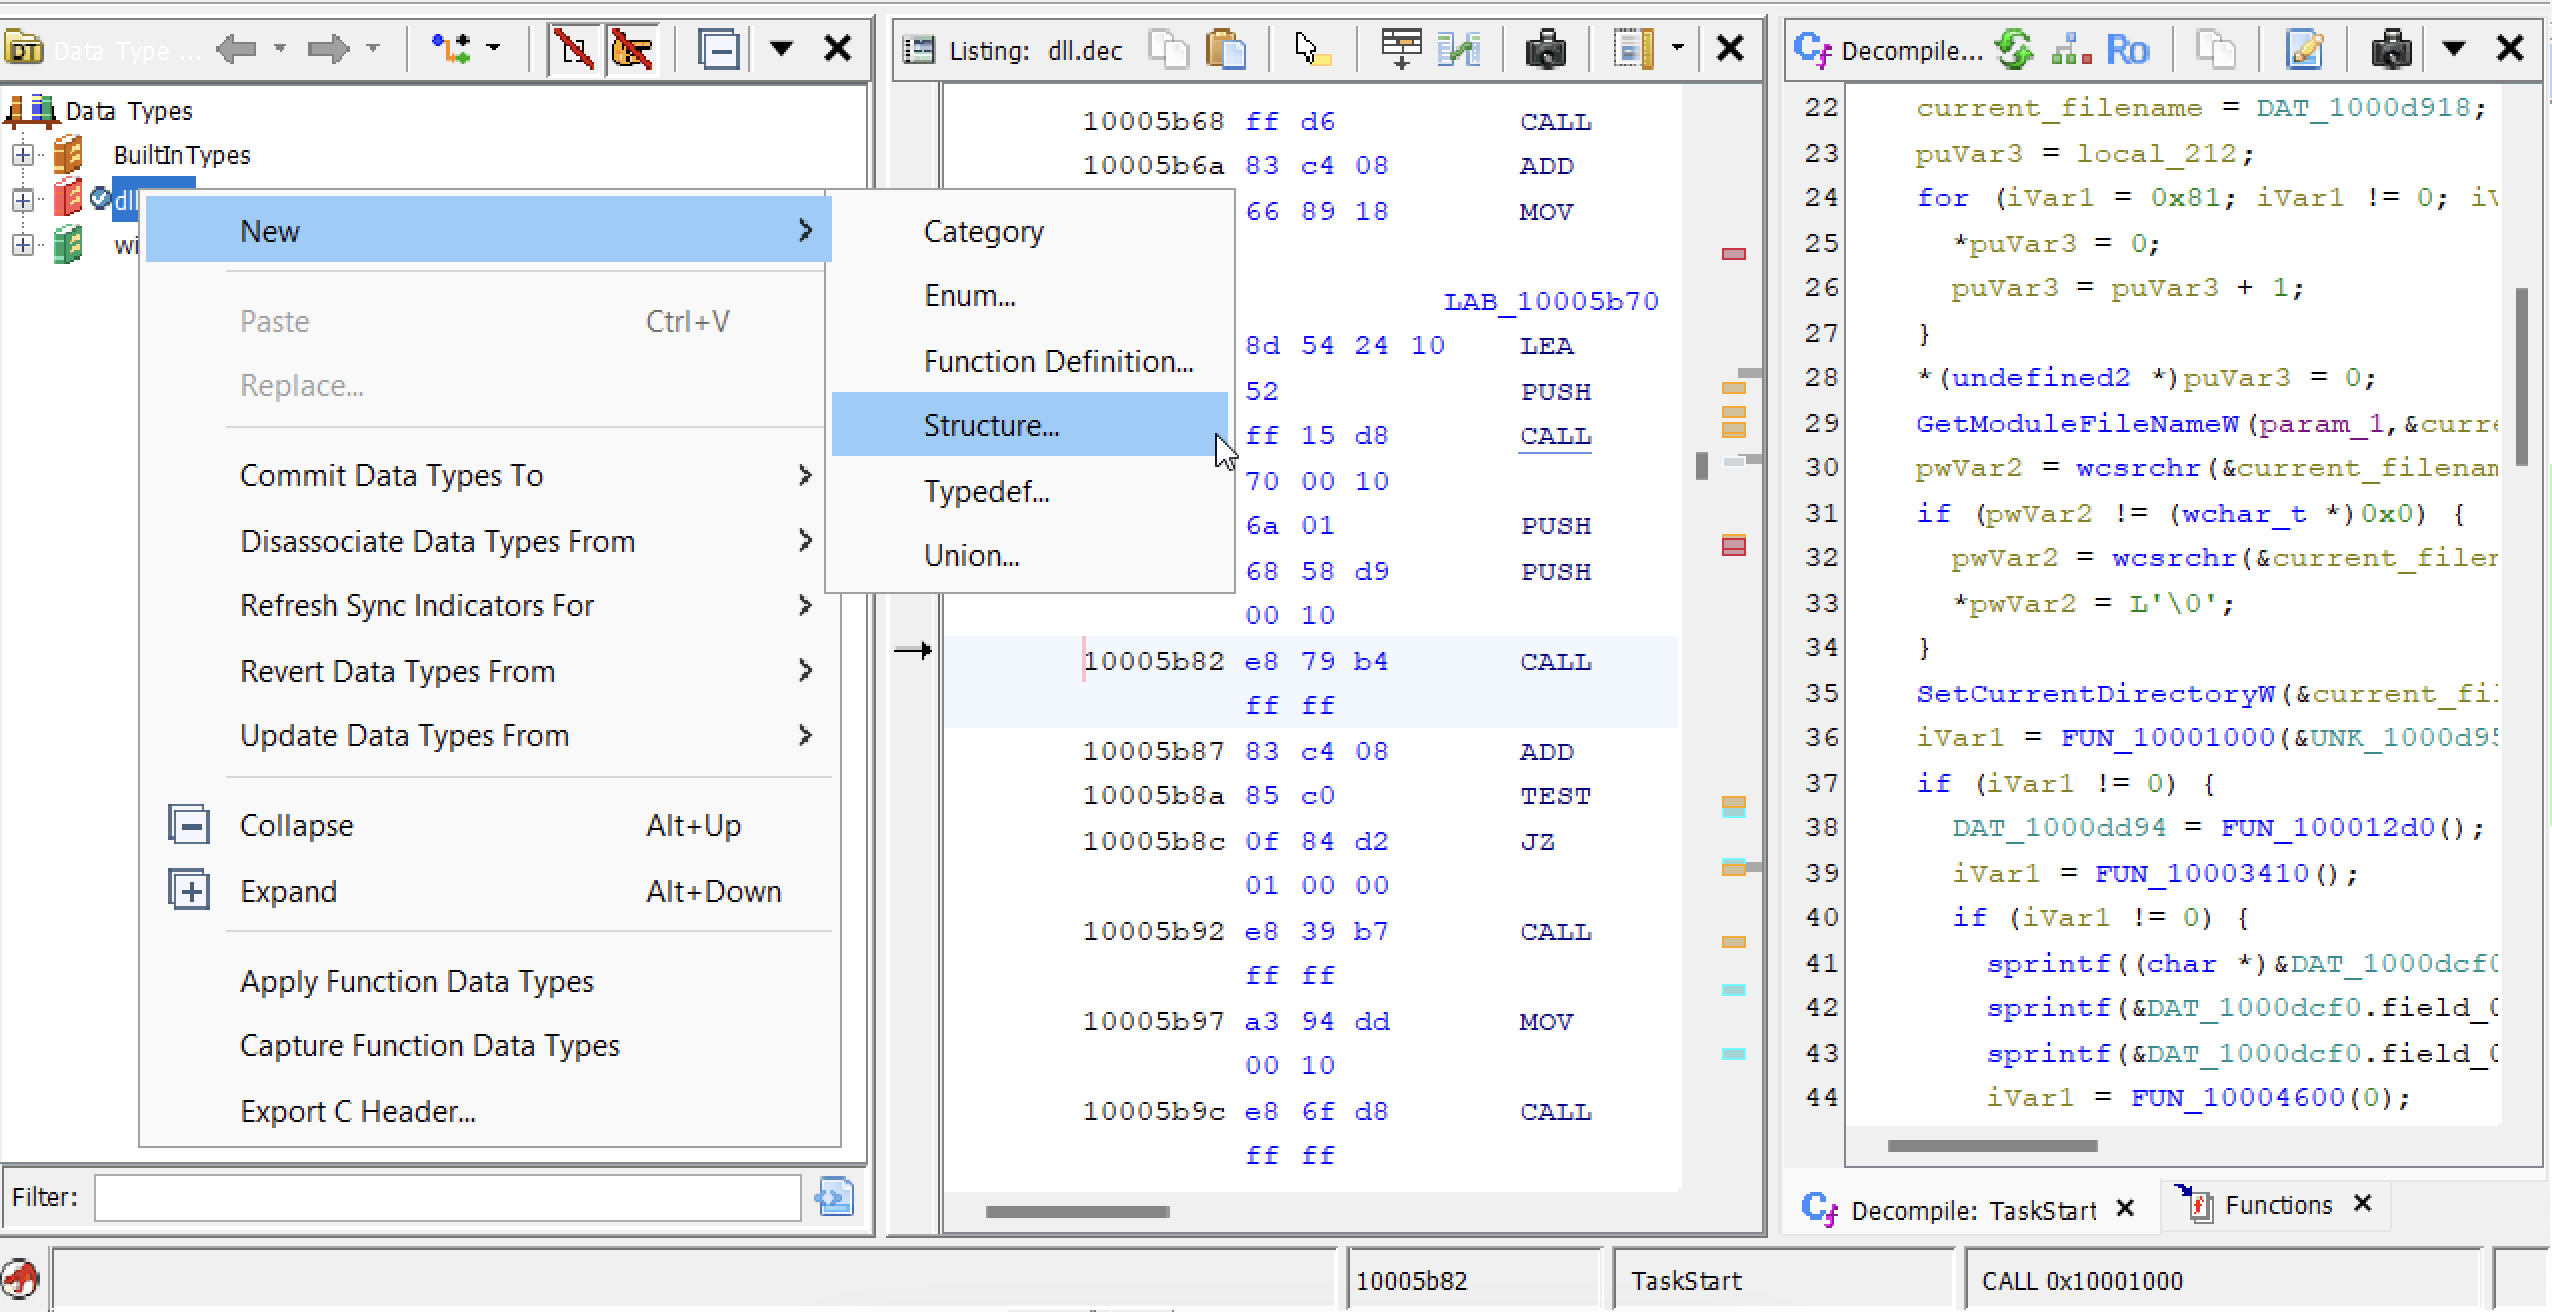 Data Type ...
Listing: dll.dec
Decompile...
Ro
Data Types
BuiltInTypes
dll
wi
New
Paste Ctrl+V
Replace...
Commit Data Types To
Disassociate Data Types From
Refresh Sync Indicators For
Revert Data Types From
Update Data Types From
Collapse Alt+Up
Expand Alt+Down
Apply Function Data Types
Capture Function Data Types
Export C Header...
Category
Enum...
Function Definition...
Structure...
Typedef...
Union...
Filter:
10005b68 ff d6 CALL
10005b6a 83 c4 08 ADD
66 89 18 MOV
LAB_10005b70
8d 54 24 10 LEA
52 PUSH
ff 15 d8 CALL
70 00 10
6a 01 PUSH
68 58 d9 PUSH
00 10
10005b82 e8 79 b4 CALL
ff ff
10005b87 83 c4 08 ADD
10005b8a 85 c0 TEST
10005b8c 0f 84 d2 JZ
01 00 00
10005b92 e8 39 b7 CALL
ff ff
10005b97 a3 94 dd MOV
00 10
10005b9c e8 6f d8 CALL
ff ff
22 current_filename = DAT_1000d918;
23 puVar3 = local_212;
24 for (iVar1 = 0x81; iVar1 != 0; iV
25 *puVar3 = 0;
26 puVar3 = puVar3 + 1;
27 }
28 *(undefined2 *)puVar3 = 0;
29 GetModuleFileNameW(param_1,&curre
30 pwVar2 = wcsrchr(&current_filenam
31 if (pwVar2 != (wchar_t *)0x0) {
32 pwVar2 = wcsrchr(&current_filen
33 *pwVar2 = L'\0';
34 }
35 SetCurrentDirectoryW(&current_fil
36 iVar1 = FUN_10001000(&UNK_1000d95
37 if (iVar1 != 0) {
38 DAT_1000dd94 = FUN_100012d0();
39 iVar1 = FUN_10003410();
40 if (iVar1 != 0) {
41 sprintf((char *)&DAT_1000dcf0
42 sprintf(&DAT_1000dcf0.field_0
43 sprintf(&DAT_1000dcf0.field_0
44 iVar1 = FUN_10004600(0);
Decompile: TaskStart
Functions
10005b82
TaskStart
CALL 0x10001000